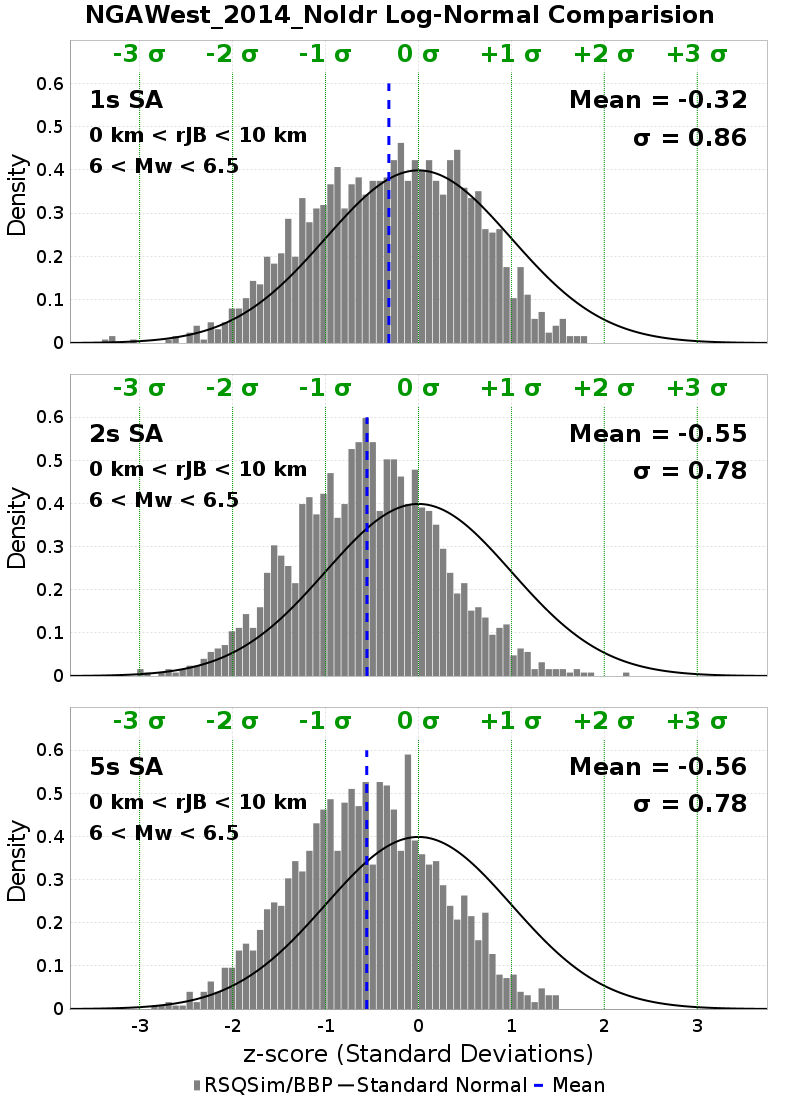 NGAWest_2014_NoIdr Log-Normal Comparision
-3 σ -2 σ -1 σ 0 σ +1 σ +2 σ +3 σ
1s SA
0 km < rJB < 10 km
6 < Mw < 6.5
Mean = -0.32
σ = 0.86
Density
0.6
0.5
0.4
0.3
0.2
0.1
0
-3 σ -2 σ -1 σ 0 σ +1 σ +2 σ +3 σ
2s SA
0 km < rJB < 10 km
6 < Mw < 6.5
Mean = -0.55
σ = 0.78
Density
0.6
0.5
0.4
0.3
0.2
0.1
0
-3 σ -2 σ -1 σ 0 σ +1 σ +2 σ +3 σ
5s SA
0 km < rJB < 10 km
6 < Mw < 6.5
Mean = -0.56
σ = 0.78
Density
0.6
0.5
0.4
0.3
0.2
0.1
0
-3 -2 -1 0 1 2 3
z-score (Standard Deviations)
RSQSim/BBP Standard Normal Mean